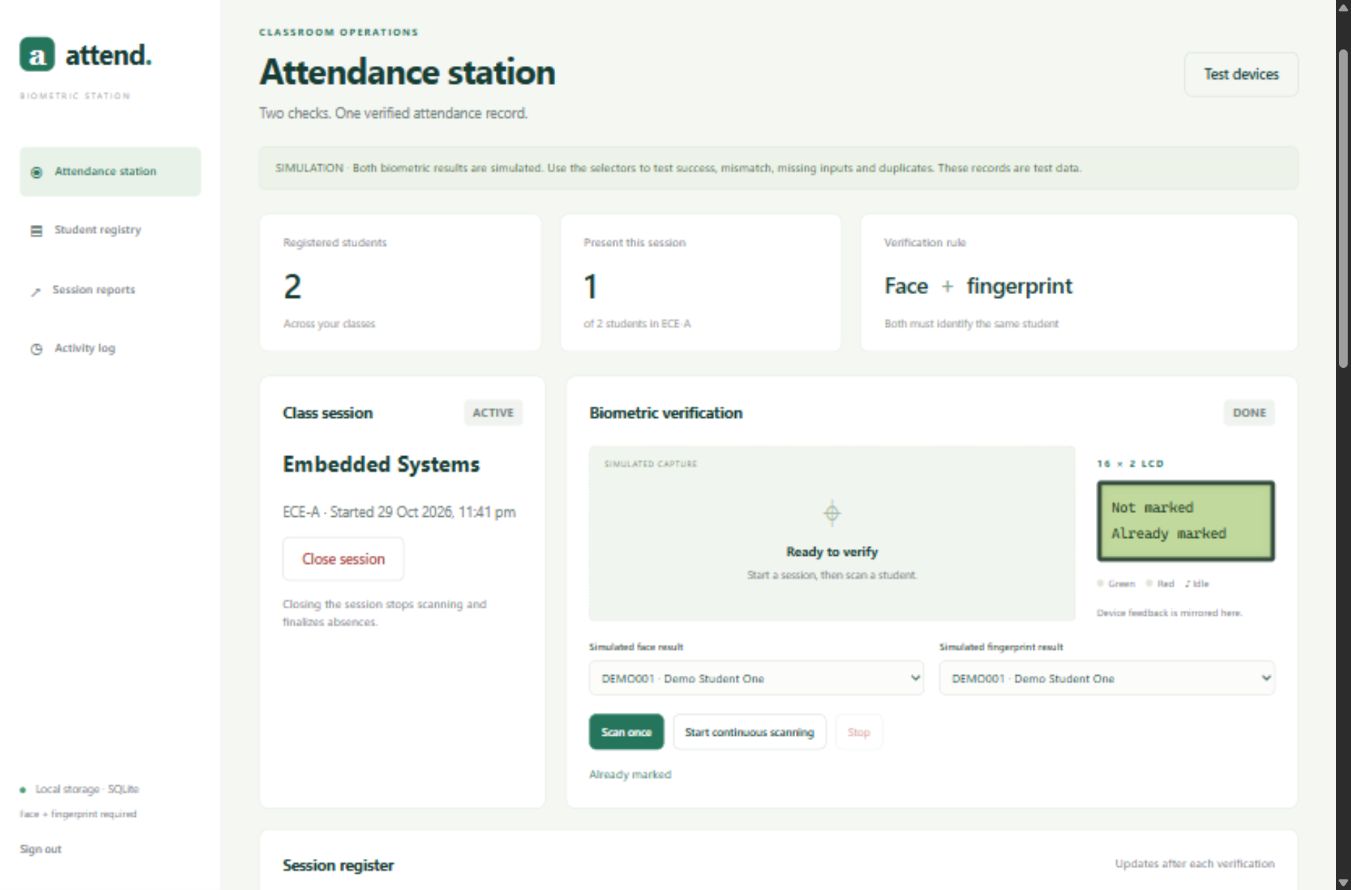 a attend.
BIOMETRIC STATION
Attendance station
Student registry
Session reports
Activity log
Local storage · SQLite
Face + fingerprint required
Sign out
CLASSROOM OPERATIONS
Attendance station
Two checks. One verified attendance record.
Test devices
SIMULATION · Both biometric results are simulated. Use the selectors to test success, mismatch, missing inputs and duplicates. These records are test data.
Registered students
2
Across your classes
Present this session
1
of 2 students in ECE-A
Verification rule
Face + fingerprint
Both must identify the same student
Class session
ACTIVE
Embedded Systems
ECE-A · Started 29 Oct 2026, 11:41 pm
Close session
Closing the session stops scanning and
finalizes absences.
Biometric verification
DONE
SIMULATED CAPTURE
Ready to verify
Start a session, then scan a student.
16 × 2 LCD
Not marked
Already marked
Green Red ♪ Idle
Device feedback is mirrored here.
Simulated face result
DEMO001 · Demo Student One
Simulated fingerprint result
DEMO001 · Demo Student One
Scan once
Start continuous scanning
Stop
Already marked
Session register
Updates after each verification